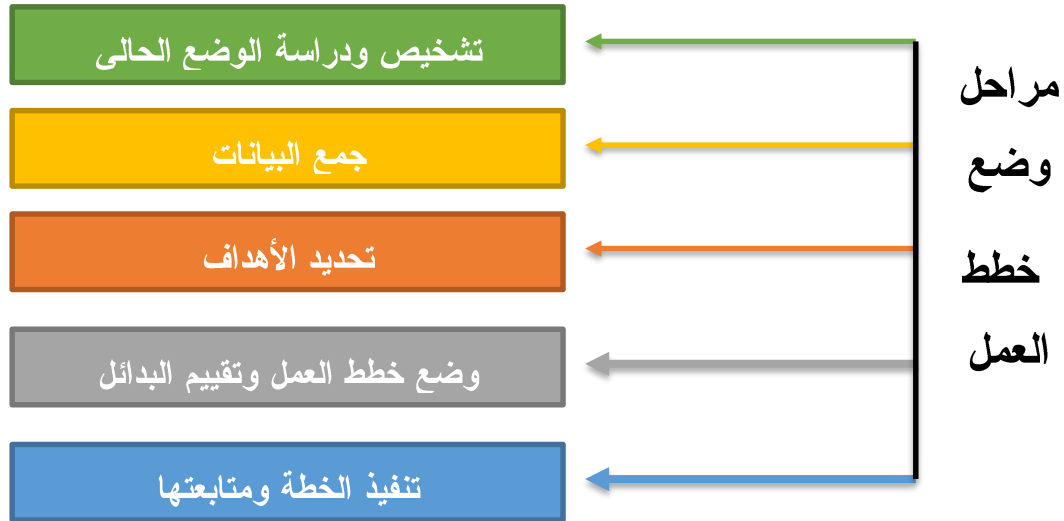 مراحل
وضع
خطط
العمل
تشخيص ودراسة الوضع الحالى
جمع البيانات
تحديد الأهداف
وضع خطط العمل وتقييم البدائل
تنفيذ الخطة ومتابعتها